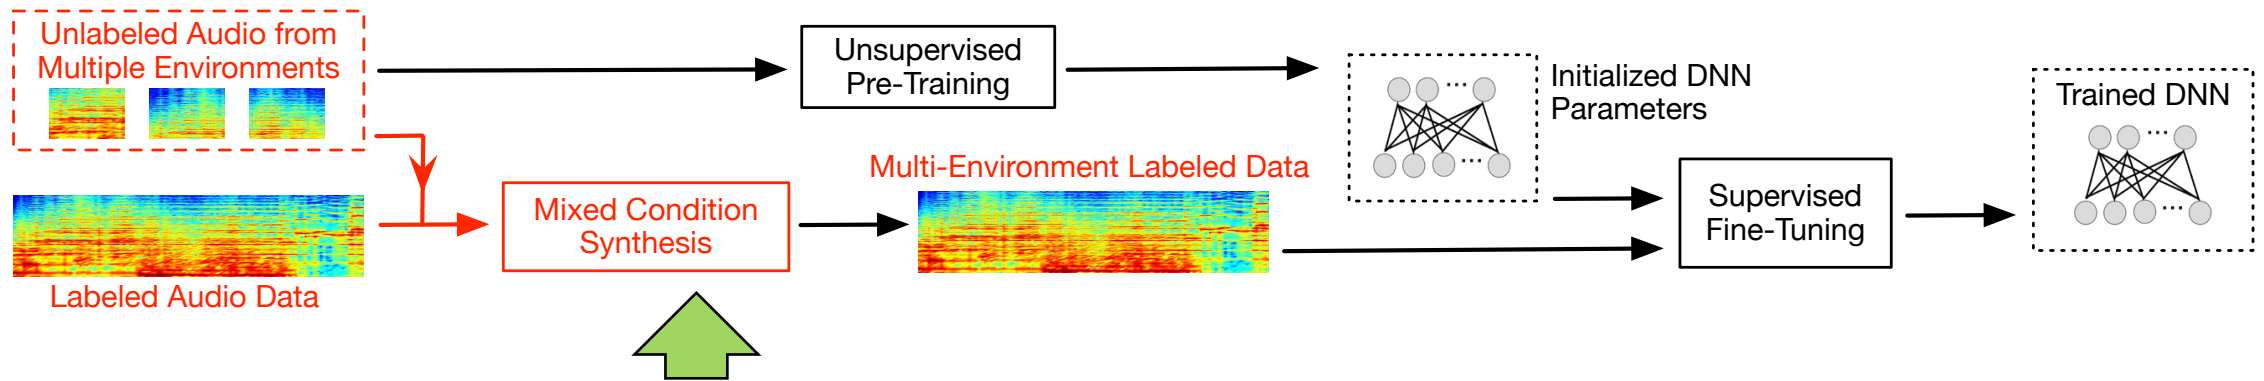 Unlabeled Audio from
Multiple Environments
Unsupervised
Pre-Training
Initialized DNN
Parameters
Trained DNN
Multi-Environment Labeled Data
Mixed Condition
Synthesis
Supervised
Fine-Tuning
Labeled Audio Data